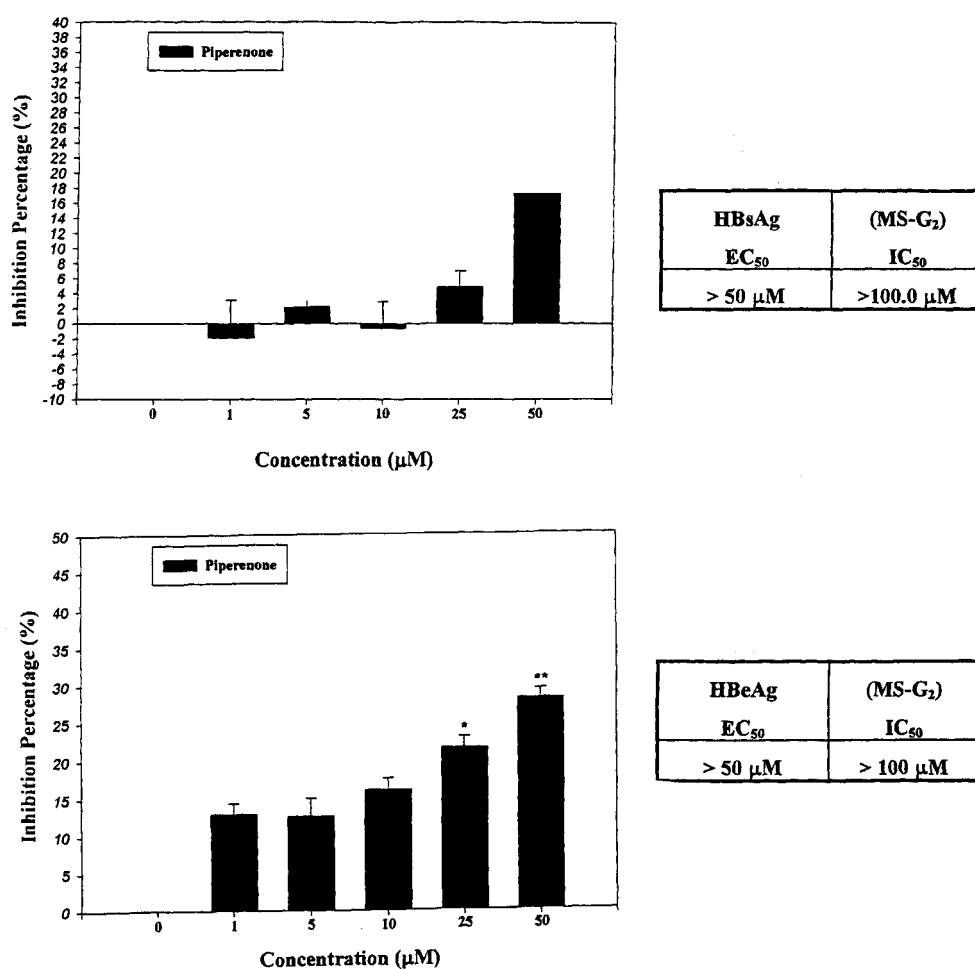 40
38
36
34
32
30
28
26
24
22
20
18
16
14
12
10
8
6
4
2
0
-2
-4
-6
-8
-10
Inhibition Percentage (%)
Piperenone
0 1 5 10 25 50
Concentration (μM)
HBsAg (MS-G₂)
EC₅₀ IC₅₀
> 50 μM >100.0 μM
50
45
40
35
30
25
20
15
10
5
0
Inhibition Percentage (%)
Piperenone
*
**
0 1 5 10 25 50
Concentration (μM)
HBeAg (MS-G₂)
EC₅₀ IC₅₀
> 50 μM > 100 μM